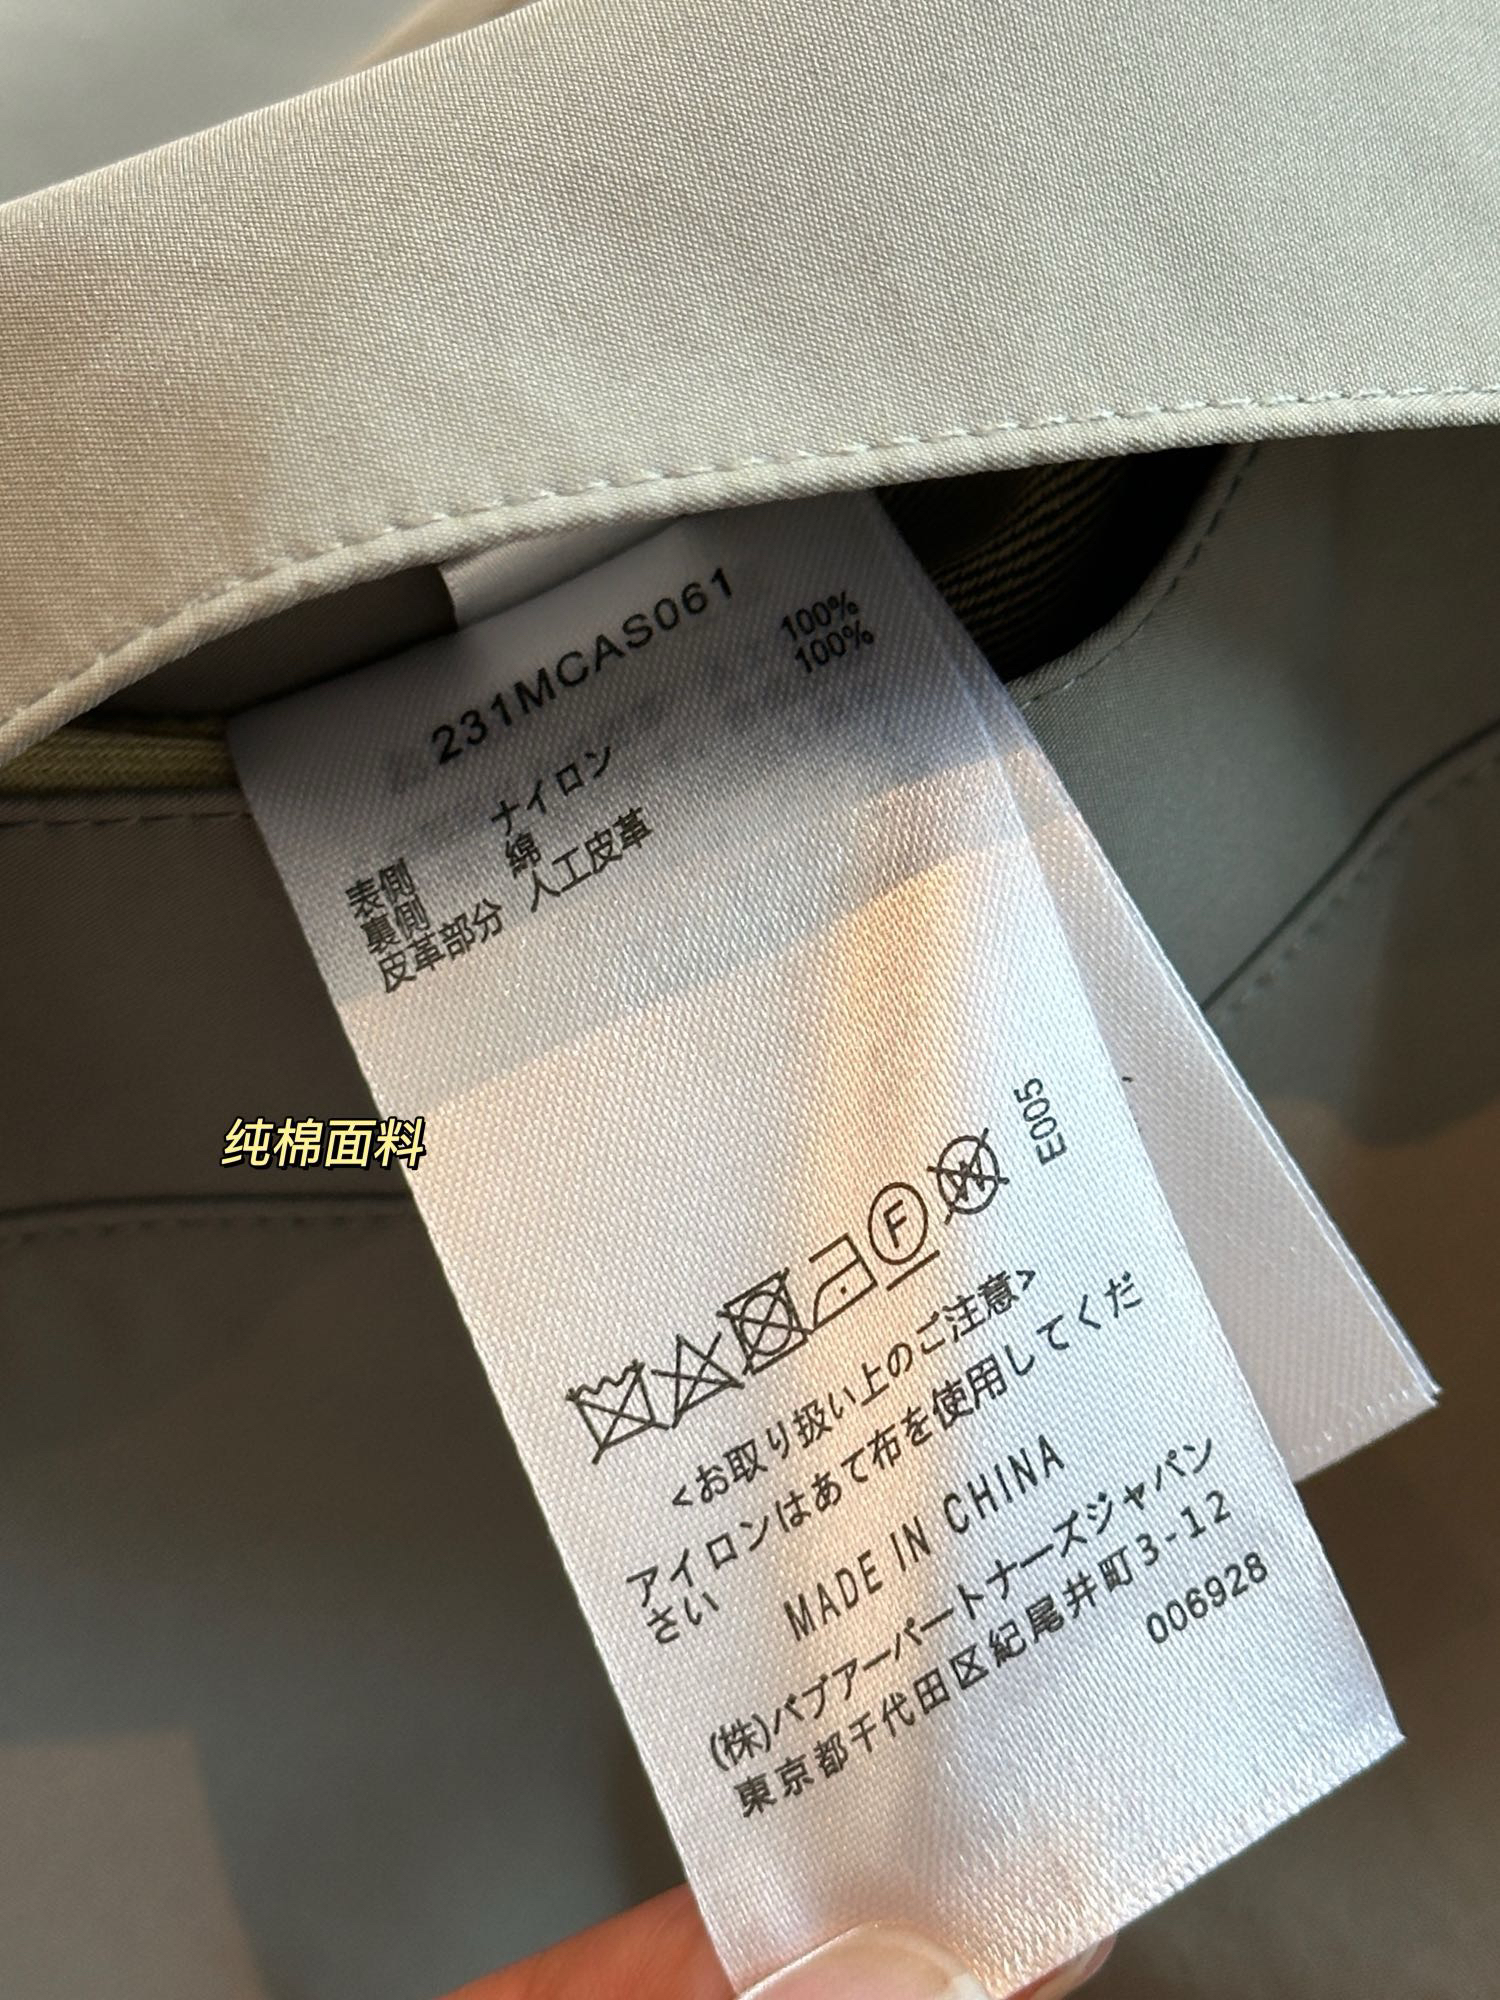 231MCAS061
表側 ナイロン 100%
裏側 綿 100%
皮革部分 人工皮革
纯棉面料
E005
F
W
<お取り扱い上のご注意>
アイロンはあて布を使用してくだ
さい
MADE IN CHINA
(株)バブアーパートナーズジャパン
東京都千代田区紀尾井町3-12
006928